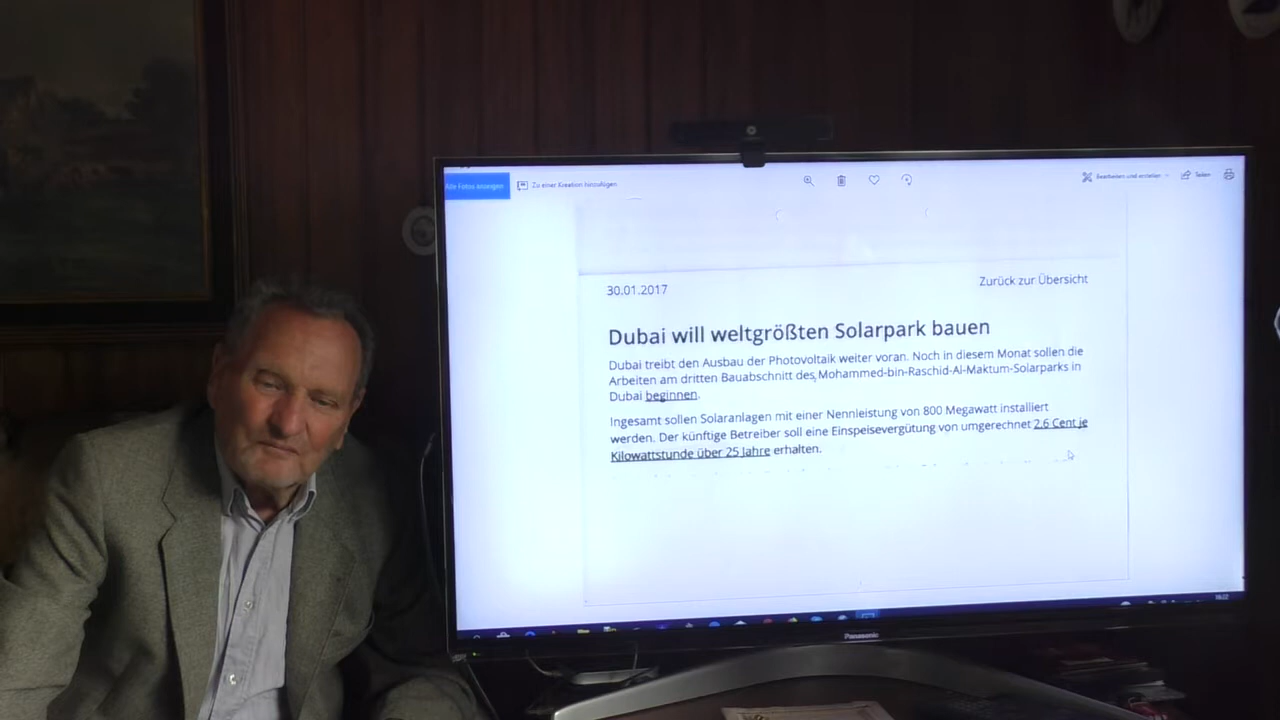 Alle Fotos anzeigen
Zu einer Kreation hinzufügen
Bearbeiten und erstellen
Teilen
30.01.2017
Zurück zur Übersicht
Dubai will weltgrößten Solarpark bauen
Dubai treibt den Ausbau der Photovoltaik weiter voran. Noch in diesem Monat sollen die
Arbeiten am dritten Bauabschnitt des Mohammed-bin-Raschid-Al-Maktum-Solarparks in
Dubai beginnen.
Ingesamt sollen Solaranlagen mit einer Nennleistung von 800 Megawatt installiert
werden. Der künftige Betreiber soll eine Einspeisevergütung von umgerechnet 2,6 Cent je
Kilowattstunde über 25 Jahre erhalten.
Panasonic